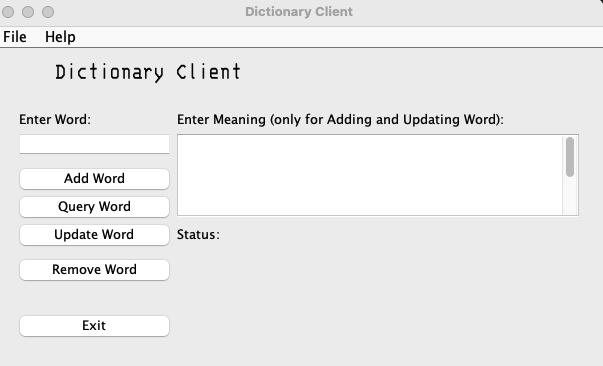 Dictionary Client
File Help
Dictionary Client
Enter Word:
Enter Meaning (only for Adding and Updating Word):
Add Word
Query Word
Update Word
Status:
Remove Word
Exit